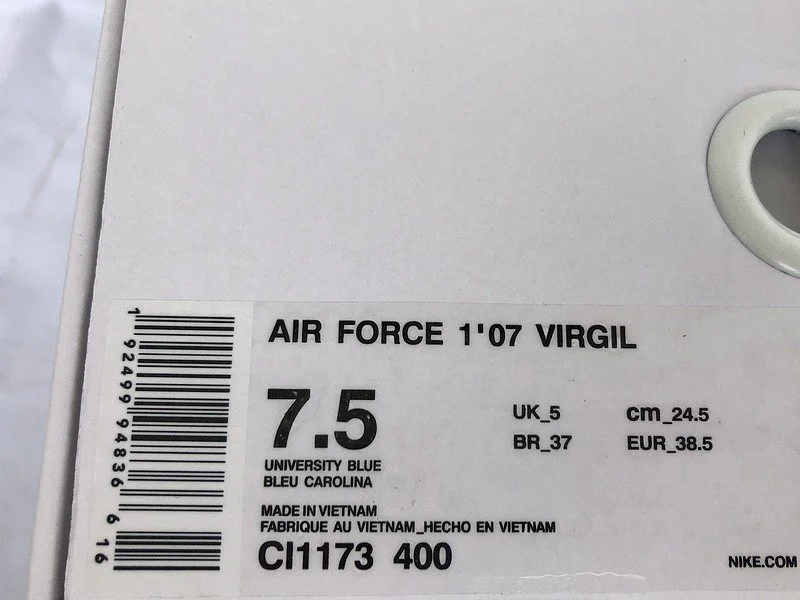 AIR FORCE 1'07 VIRGIL
7.5
UK_5 cm_24.5
BR_37 EUR_38.5
UNIVERSITY BLUE
BLEU CAROLINA
MADE IN VIETNAM
FABRIQUE AU VIETNAM_HECHO EN VIETNAM
CI1173 400
NIKE.COM
1 92499 94836 6 16